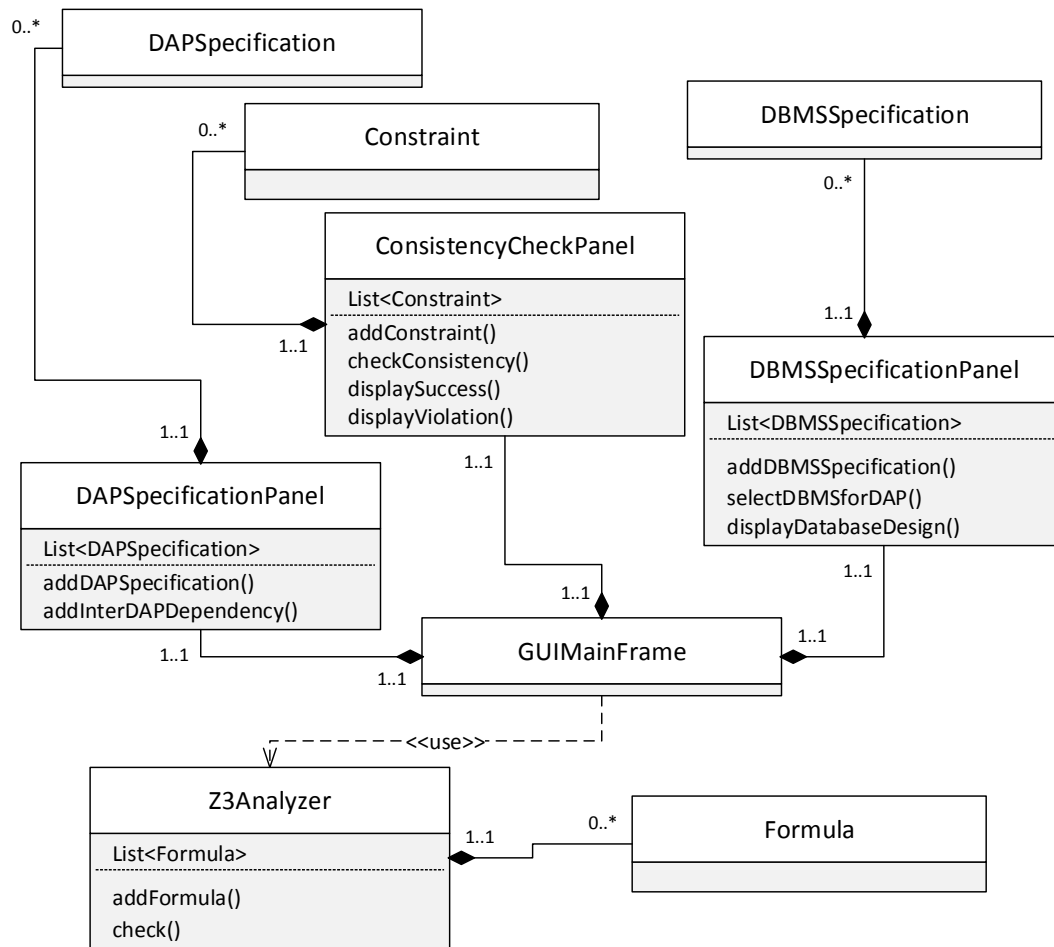 0..*
DAPSpecification
0..*
Constraint
DBMSSpecification
0..*
ConsistencyCheckPanel
List<Constraint>
addConstraint()
checkConsistency()
displaySuccess()
displayViolation()
1..1
1..1
DBMSSpecificationPanel
List<DBMSSpecification>
addDBMSSpecification()
selectDBMSforDAP()
displayDatabaseDesign()
1..1
DAPSpecificationPanel
List<DAPSpecification>
addDAPSpecification()
addInterDAPDependency()
1..1
1..1
1..1
1..1
1..1
1..1
GUIMainFrame
<<use>>
Z3Analyzer
List<Formula>
addFormula()
check()
1..1
0..*
Formula